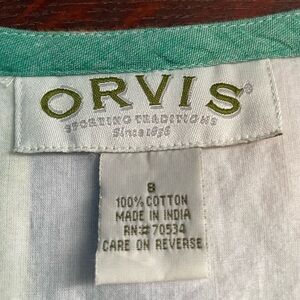 ORVIS®
SPORTING TRADITIONS
Since 1856
8
100% COTTON
MADE IN INDIA
RN# 70534
CARE ON REVERSE